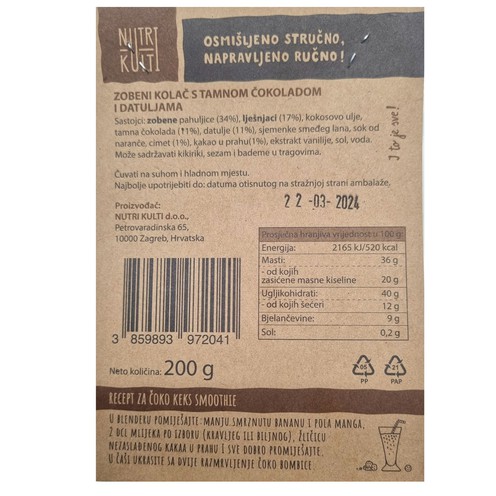 NUTRI
KULTI
OSMIŠLJENO STRUČNO,
NAPRAVLJENO RUČNO!
ZOBENI KOLAČ S TAMNOM ČOKOLADOM
I DATULJAMA
Sastojci: zobene pahuljice (34%), lješnjaci (17%), kokosovo ulje,
tamna čokolada (11%), datulje (11%), sjemenke smeđeg lana, sok od
naranče, cimet (1%), kakao u prahu(1%), ekstrakt vanilije, sol, voda.
Može sadržavati kikiriki, sezam i bademe u tragovima.
I to je sve!
Čuvati na suhom i hladnom mjestu.
Najbolje upotrijebiti do: datuma otisnutog na stražnjoj strani ambalaže.
Proizvođač:
NUTRI KULTI d.o.o.,
Petrovaradinska 65,
10000 Zagreb, Hrvatska
22 -03- 2024
Prosječna hranjiva vrijednost u 100 g
Energija: 2165 kJ/520 kcal
Masti: 36 g
- od kojih
zasićene masne kiseline 20 g
Ugljikohidrati: 40 g
- od kojih šećeri 12 g
Bjelančevine: 9 g
Sol: 0,2 g
3 859893 972041
Neto količina: 200 g
05
PP
21
PAP
RECEPT ZA ČOKO KEKS SMOOTHIE
U BLENDERU POMIJEŠAJTE: MANJU SMRZNUTU BANANU I POLA MANGA,
2 DCL MLIJEKA PO IZBORU (KRAVLJEG ILI BILJNOG), ŽLIČICU
NEZASLAĐENOG KAKAA U PRAHU I SVE DOBRO PROMIJEŠAJTE.
U ČAŠI UKRASITE SA DVIJE RAZMRVLJENE ČOKO BOMBICE